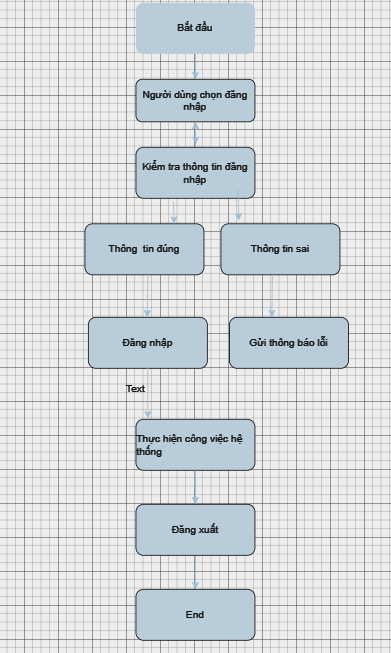 Bắt đầu
Người dùng chọn đăng
nhập
Kiểm tra thông tin đăng
nhập
Thông tin đúng
Thông tin sai
Đăng nhập
Gửi thông báo lỗi
Text
Thực hiện công việc hệ
thống
Đăng xuất
End